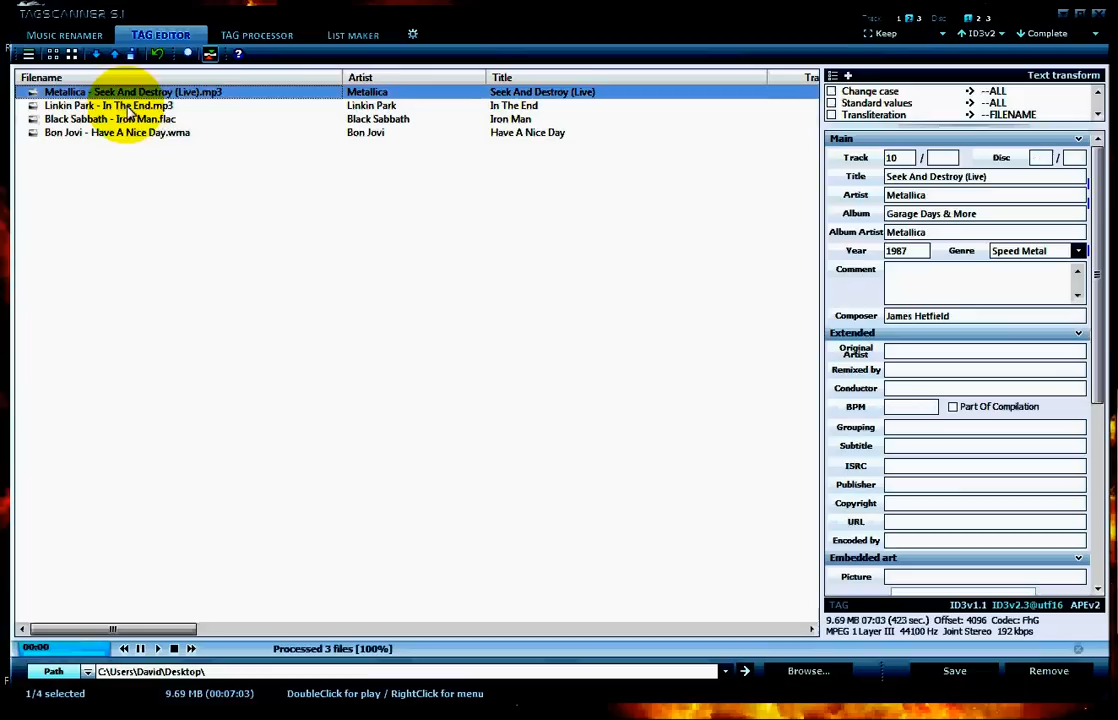 TAGSCANNER 5.1
Track 1 2 3 Disc 1 2 3
MUSIC RENAMER TAG EDITOR TAG PROCESSOR LIST MAKER
Keep ID3v2 Complete
Filename Artist Title Tra
Metallica - Seek And Destroy (Live).mp3 Metallica Seek And Destroy (Live)
Linkin Park - In The End.mp3 Linkin Park In The End
Black Sabbath - Iron Man.flac Black Sabbath Iron Man
Bon Jovi - Have A Nice Day.wma Bon Jovi Have A Nice Day
Text transform
Change case --ALL
Standard values --ALL
Transliteration --FILENAME
Main
Track 10 / Disc /
Title Seek And Destroy (Live)
Artist Metallica
Album Garage Days & More
Album Artist Metallica
Year 1987 Genre Speed Metal
Comment
Composer James Hetfield
Extended
Original Artist
Remixed by
Conductor
BPM Part Of Compilation
Grouping
Subtitle
ISRC
Publisher
Copyright
URL
Encoded by
Embedded art
Picture
TAG ID3v1.1 ID3v2.3@utf16 APEv2
9.69 MB 07:03 (423 sec.) Offset: 4096 Codec: FhG
MPEG 1 Layer III 44100 Hz Joint Stereo 192 kbps
00:00 Processed 3 files [100%]
Path C:\Users\David\Desktop\ Browse... Save Remove
1/4 selected 9.69 MB (00:07:03) DoubleClick for play / RightClick for menu